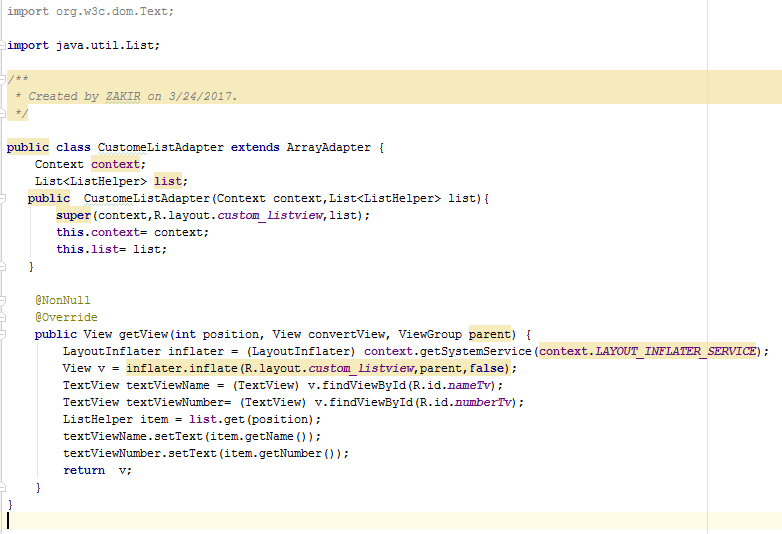 import org.w3c.dom.Text;
import java.util.List;
/**
 * Created by ZAKIR on 3/24/2017.
 */
public class CustomeListAdapter extends ArrayAdapter {
    Context context;
    List<ListHelper> list;
   public  CustomeListAdapter(Context context,List<ListHelper> list){
       super(context,R.layout.custom_listview,list);
       this.context= context;
       this.list= list;
   }
    @NonNull
    @Override
    public View getView(int position, View convertView, ViewGroup parent) {
        LayoutInflater inflater = (LayoutInflater) context.getSystemService(context.LAYOUT_INFLATER_SERVICE);
        View v = inflater.inflate(R.layout.custom_listview,parent,false);
        TextView textViewName = (TextView) v.findViewById(R.id.nameTv);
        TextView textViewNumber= (TextView) v.findViewById(R.id.numberTv);
        ListHelper item = list.get(position);
        textViewName.setText(item.getName());
        textViewNumber.setText(item.getNumber());
        return  v;
    }
}